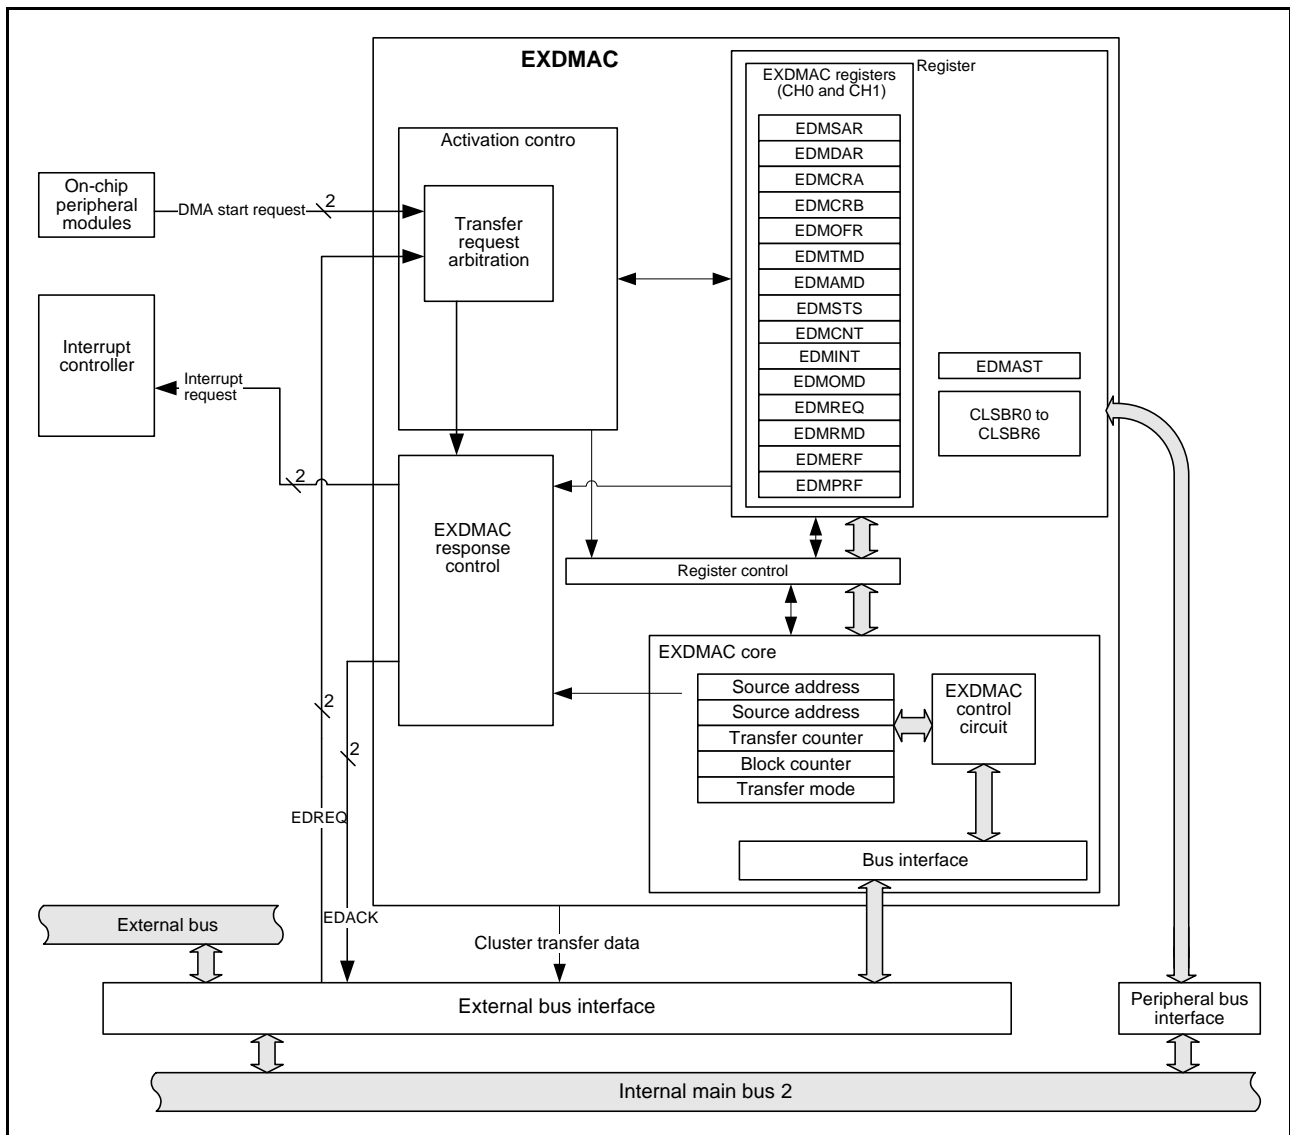 EXDMAC
Register
EXDMAC registers
(CH0 and CH1)
EDMSAR
EDMDAR
EDMCRA
EDMCRB
EDMOFR
EDMTMD
EDMAMD
EDMSTS
EDMCNT
EDMINT
EDMOMD
EDMREQ
EDMRMD
EDMERF
EDMPRF
EDMAST
CLSBR0 to
CLSBR6
Activation contro
Transfer
request
arbitration
On-chip
peripheral
modules
DMA start request
2
Interrupt
controller
Interrupt
request
2
EXDMAC
response
control
Register control
EXDMAC core
Source address
Source address
Transfer counter
Block counter
Transfer mode
EXDMAC
control
circuit
Bus interface
2
2
EDREQ
EDACK
External bus
Cluster transfer data
External bus interface
Peripheral bus
interface
Internal main bus 2